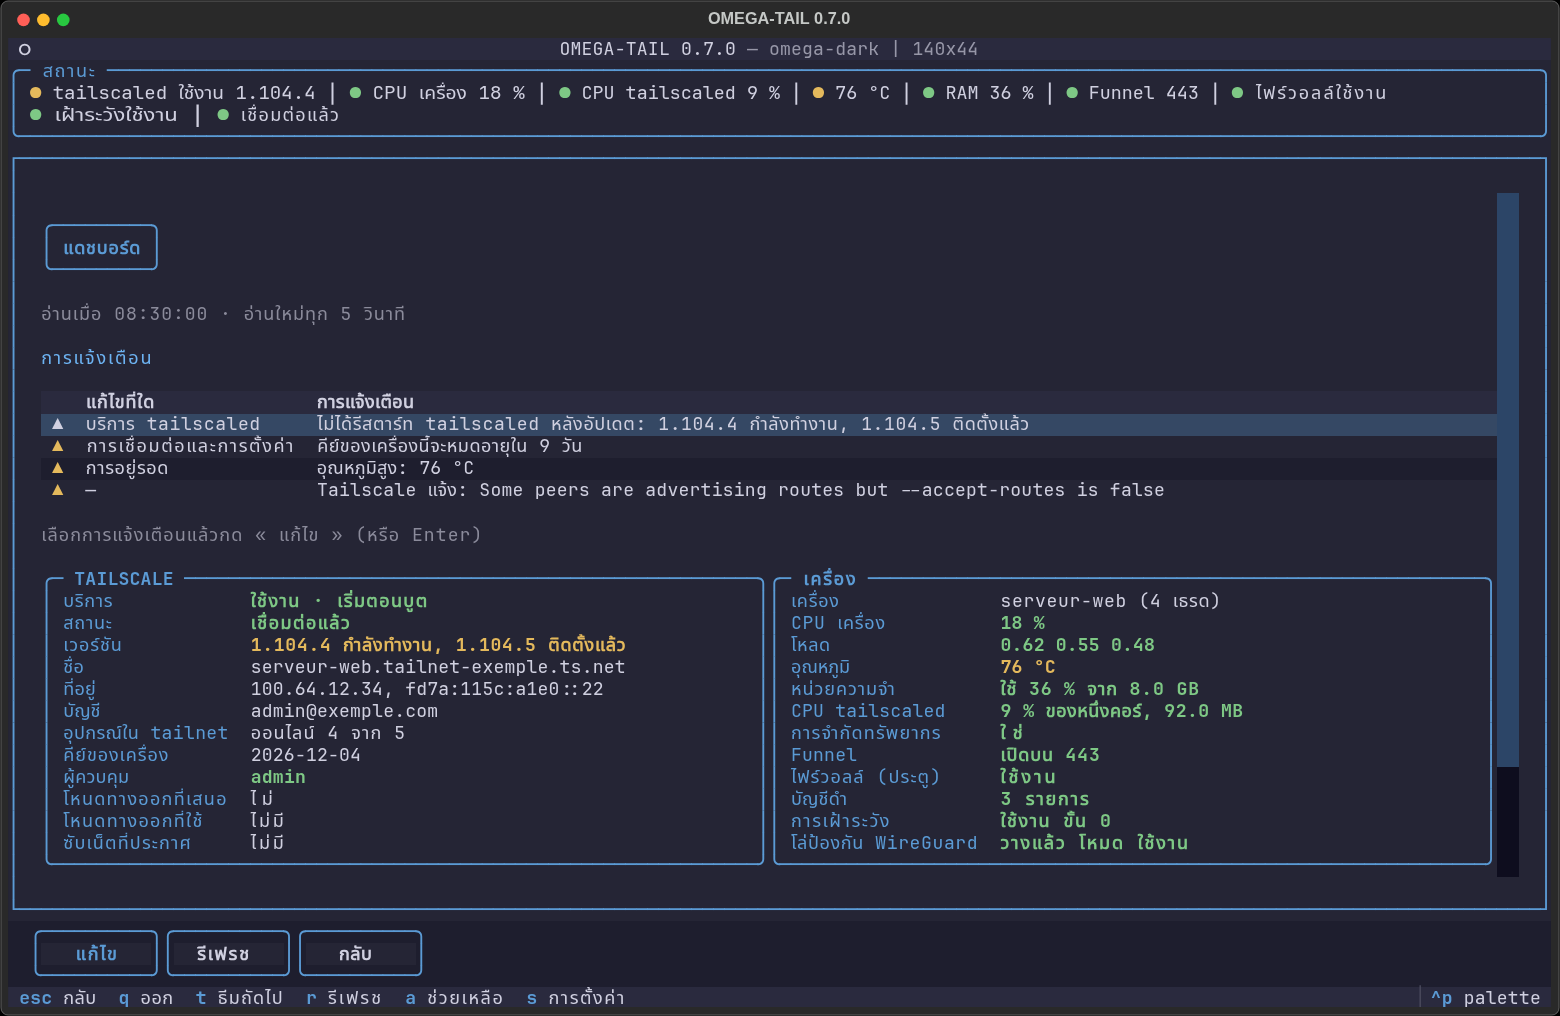 OMEGA-TAIL 0.7.0
OMEGA-TAIL 0.7.0 — omega-dark | 140x44
สถานะ
● tailscaled ใช้งาน 1.104.4 │ ● CPU เครื่อง 18 % │ ● CPU tailscaled 9 % │ ● 76 °C │ ● RAM 36 % │ ● Funnel 443 │ ● ไฟร์วอลล์ใช้งาน
● เฝ้าระวังใช้งาน │ ● เชื่อมต่อแล้ว
แดชบอร์ด
อ่านเมื่อ 08:30:00 · อ่านใหม่ทุก 5 วินาที
การแจ้งเตือน
แก้ไขที่ใด การแจ้งเตือน
▲ บริการ tailscaled ไม่ได้รีสตาร์ท tailscaled หลังอัปเดต: 1.104.4 กำลังทำงาน, 1.104.5 ติดตั้งแล้ว
▲ การเชื่อมต่อและการตั้งค่า คีย์ของเครื่องนี้จะหมดอายุใน 9 วัน
▲ การอยู่รอด อุณหภูมิสูง: 76 °C
▲ — Tailscale แจ้ง: Some peers are advertising routes but --accept-routes is false
เลือกการแจ้งเตือนแล้วกด « แก้ไข » (หรือ Enter)
TAILSCALE
บริการ ใช้งาน · เริ่มตอนบูต
สถานะ เชื่อมต่อแล้ว
เวอร์ชัน 1.104.4 กำลังทำงาน, 1.104.5 ติดตั้งแล้ว
ชื่อ serveur-web.tailnet-exemple.ts.net
ที่อยู่ 100.64.12.34, fd7a:115c:a1e0::22
บัญชี admin@exemple.com
อุปกรณ์ใน tailnet ออนไลน์ 4 จาก 5
คีย์ของเครื่อง 2026-12-04
ผู้ควบคุม admin
โหนดทางออกที่เสนอ ไม่
โหนดทางออกที่ใช้ ไม่มี
ซับเน็ตที่ประกาศ ไม่มี
เครื่อง
เครื่อง serveur-web (4 เธรด)
CPU เครื่อง 18 %
โหลด 0.62 0.55 0.48
อุณหภูมิ 76 °C
หน่วยความจำ ใช้ 36 % จาก 8.0 GB
CPU tailscaled 9 % ของหนึ่งคอร์, 92.0 MB
การจำกัดทรัพยากร ใช่
Funnel เปิดบน 443
ไฟร์วอลล์ (ประตู) ใช้งาน
บัญชีดำ 3 รายการ
การเฝ้าระวัง ใช้งาน ขั้น 0
โล่ป้องกัน WireGuard วางแล้ว โหมด ใช้งาน
แก้ไข รีเฟรช กลับ
esc กลับ q ออก t ธีมถัดไป r รีเฟรช a ช่วยเหลือ s การตั้งค่า ^p palette